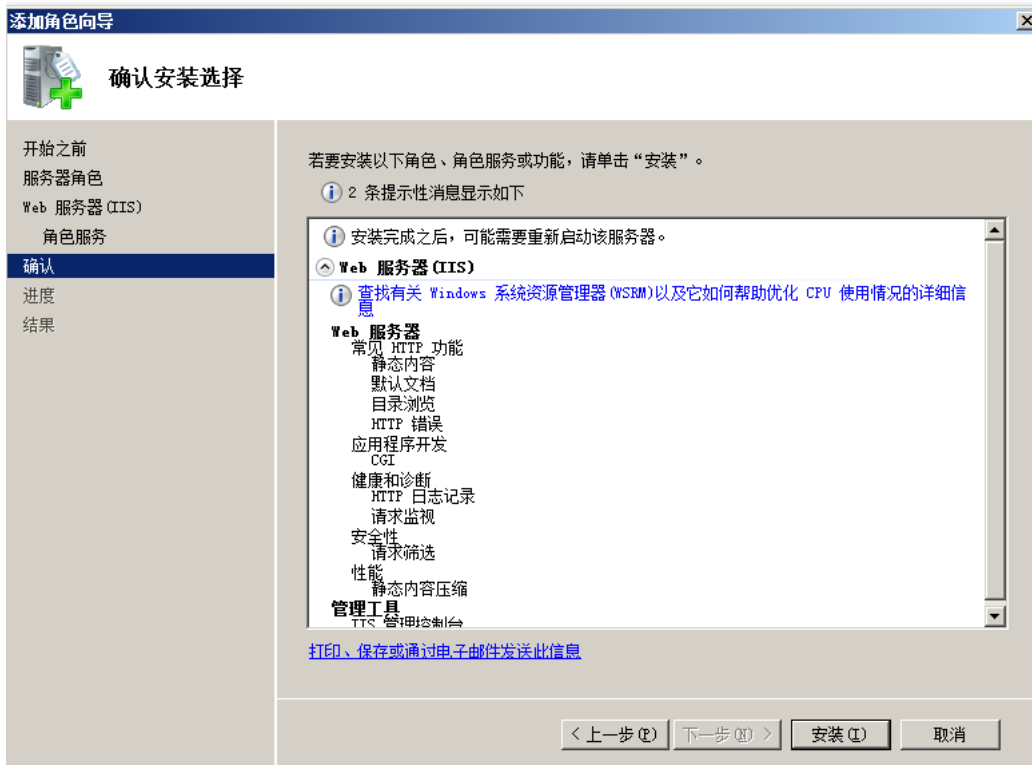 添加角色向导
确认安装选择
开始之前
服务器角色
Web 服务器(IIS)
角色服务
确认
进度
结果
若要安装以下角色、角色服务或功能，请单击“安装”。
2 条提示性消息显示如下
安装完成之后，可能需要重新启动该服务器。
Web 服务器(IIS)
查找有关 Windows 系统资源管理器(WSRM)以及它如何帮助优化 CPU 使用情况的详细信
息
Web 服务器
常见 HTTP 功能
静态内容
默认文档
目录浏览
HTTP 错误
应用程序开发
CGI
健康和诊断
HTTP 日志记录
请求监视
安全性
请求筛选
性能
静态内容压缩
管理工具
IIS 管理控制台
打印、保存或通过电子邮件发送此信息
< 上一步(P) 下一步(N) > 安装(I) 取消